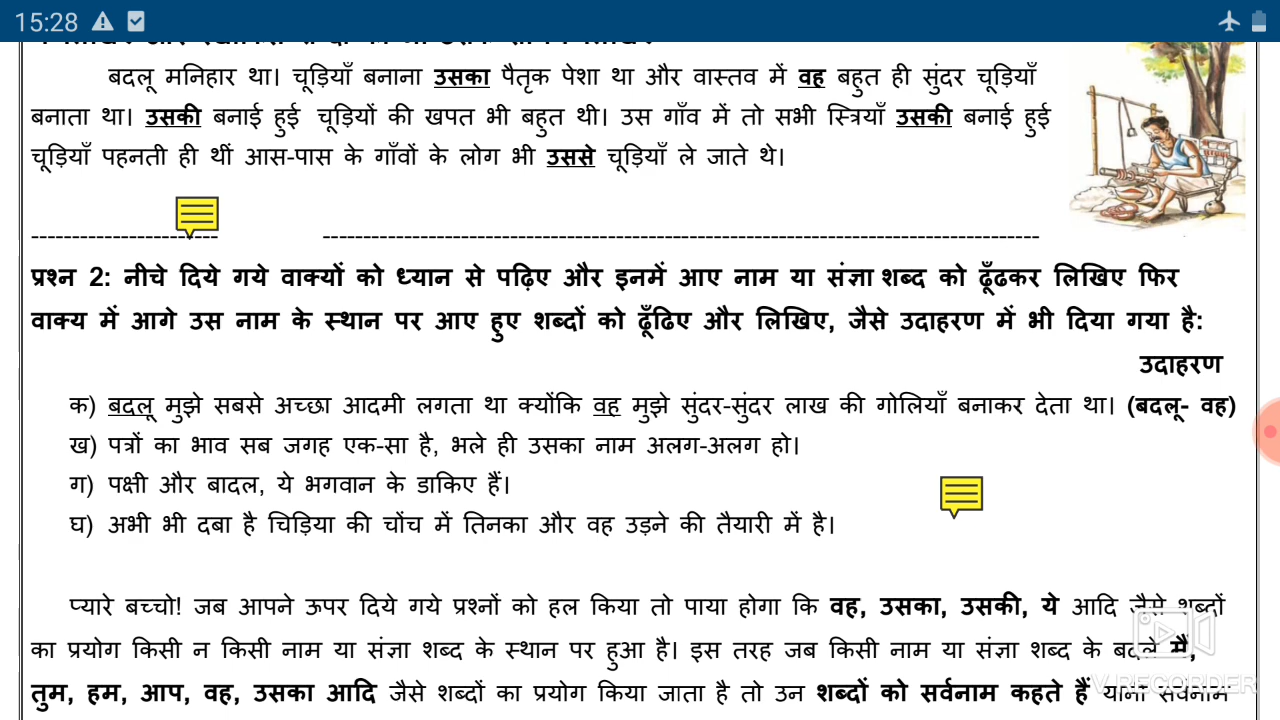 15:28
बदलू मनिहार था। चूड़ियाँ बनाना उसका पैतृक पेशा था और वास्तव में वह बहुत ही सुंदर चूड़ियाँ
बनाता था। उसकी बनाई हुई चूड़ियों की खपत भी बहुत थी। उस गाँव में तो सभी स्त्रियाँ उसकी बनाई हुई
चूड़ियाँ पहनती ही थीं आस-पास के गाँवों के लोग भी उससे चूड़ियाँ ले जाते थे।
प्रश्न 2: नीचे दिये गये वाक्यों को ध्यान से पढ़िए और इनमें आए नाम या संज्ञा शब्द को ढूँढकर लिखिए फिर
वाक्य में आगे उस नाम के स्थान पर आए हुए शब्दों को ढूँढिए और लिखिए, जैसे उदाहरण में भी दिया गया है:
उदाहरण
क) बदलू मुझे सबसे अच्छा आदमी लगता था क्योंकि वह मुझे सुंदर-सुंदर लाख की गोलियाँ बनाकर देता था। (बदलू- वह)
ख) पत्रों का भाव सब जगह एक-सा है, भले ही उसका नाम अलग-अलग हो।
ग) पक्षी और बादल, ये भगवान के डाकिए हैं।
घ) अभी भी दबा है चिड़िया की चोंच में तिनका और वह उड़ने की तैयारी में है।
प्यारे बच्चो! जब आपने ऊपर दिये गये प्रश्नों को हल किया तो पाया होगा कि वह, उसका, उसकी, ये आदि जैसे शब्दों
का प्रयोग किसी न किसी नाम या संज्ञा शब्द के स्थान पर हुआ है। इस तरह जब किसी नाम या संज्ञा शब्द के बदले मैं,
तुम, हम, आप, वह, उसका आदि जैसे शब्दों का प्रयोग किया जाता है तो उन शब्दों को सर्वनाम कहते हैं यानी सर्वनाम
V RECORDER